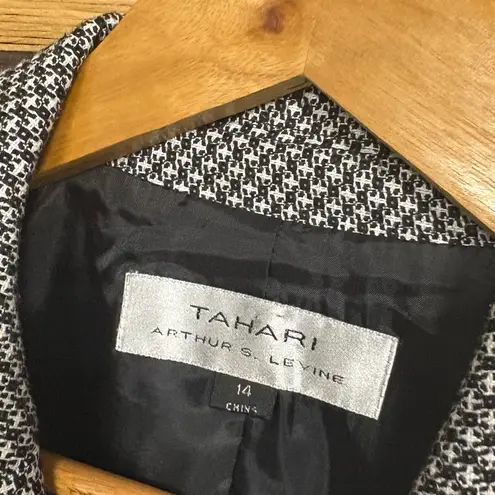 TAHARI
ARTHUR S. LEVINE
14
CHINA